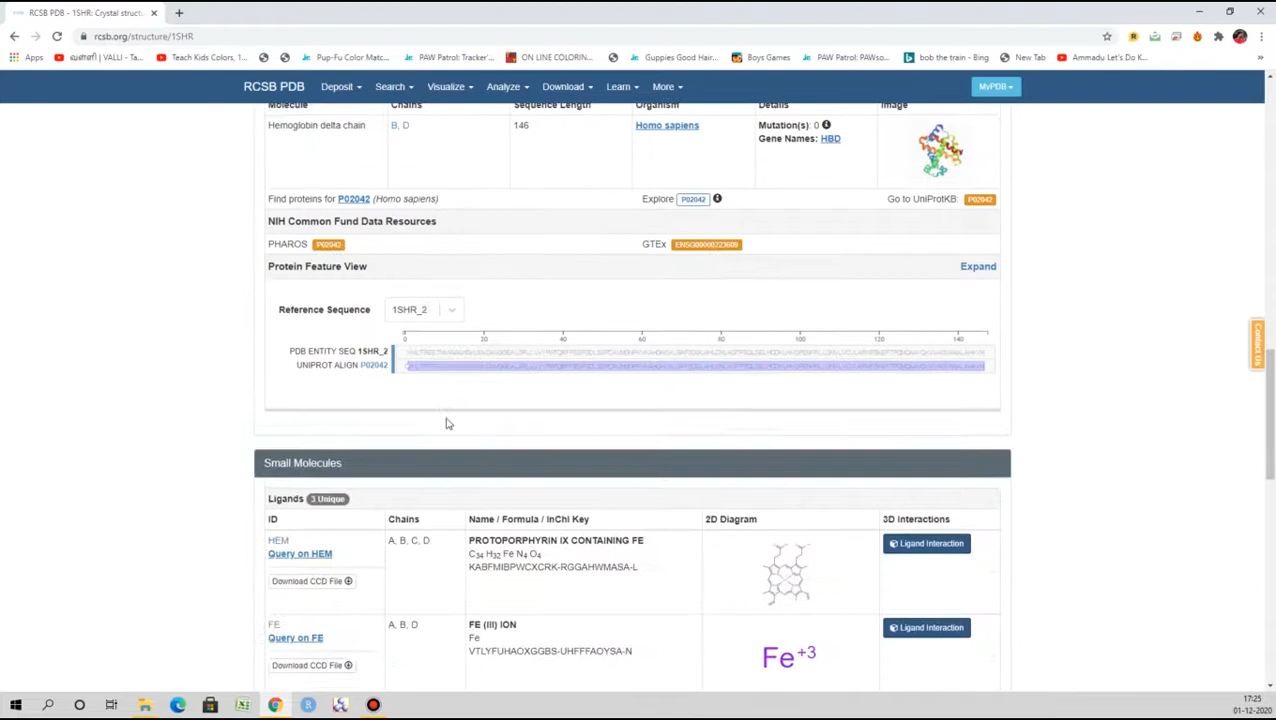 RCSB PDB - 1SHR: Crystal structu
rcsb.org/structure/1SHR
Apps
VALLI - Ta...
Teach Kids Colors, 1...
Pup-Fu Color Matc...
PAW Patrol: Tracker'...
ON LINE COLORIN...
Guppies Good Hair...
Boys Games
PAW Patrol: PAWso...
bob the train - Bing
New Tab
Ammadu Let's Do K...
RCSB PDB
Deposit
Search
Visualize
Analyze
Download
Learn
More
MyPDB
Molecule
Chains
Sequence Length
Organism
Details
Image
Hemoglobin delta chain
B, D
146
Homo sapiens
Mutation(s): 0
Gene Names: HBD
Find proteins for P02042 (Homo sapiens)
Explore P02042
Go to UniProtKB: P02042
NIH Common Fund Data Resources
PHAROS P02042
GTEx ENSG00000223609
Protein Feature View
Expand
Reference Sequence
1SHR_2
0 20 40 60 80 100 120 140
PDB ENTITY SEQ 1SHR_2
UNIPROT ALIGN P02042
Contact Us
Small Molecules
Ligands 3 Unique
ID
Chains
Name / Formula / InChI Key
2D Diagram
3D Interactions
HEM
Query on HEM
Download CCD File
A, B, C, D
PROTOPORPHYRIN IX CONTAINING FE
C34 H32 Fe N4 O4
KABFMIBPWCXCRK-RGGAHWMASA-L
Ligand Interaction
FE
Query on FE
Download CCD File
A, B, D
FE (III) ION
Fe
VTLYFUHAOXGGBS-UHFFFAOYSA-N
Fe+3
Ligand Interaction
17:25
01-12-2020